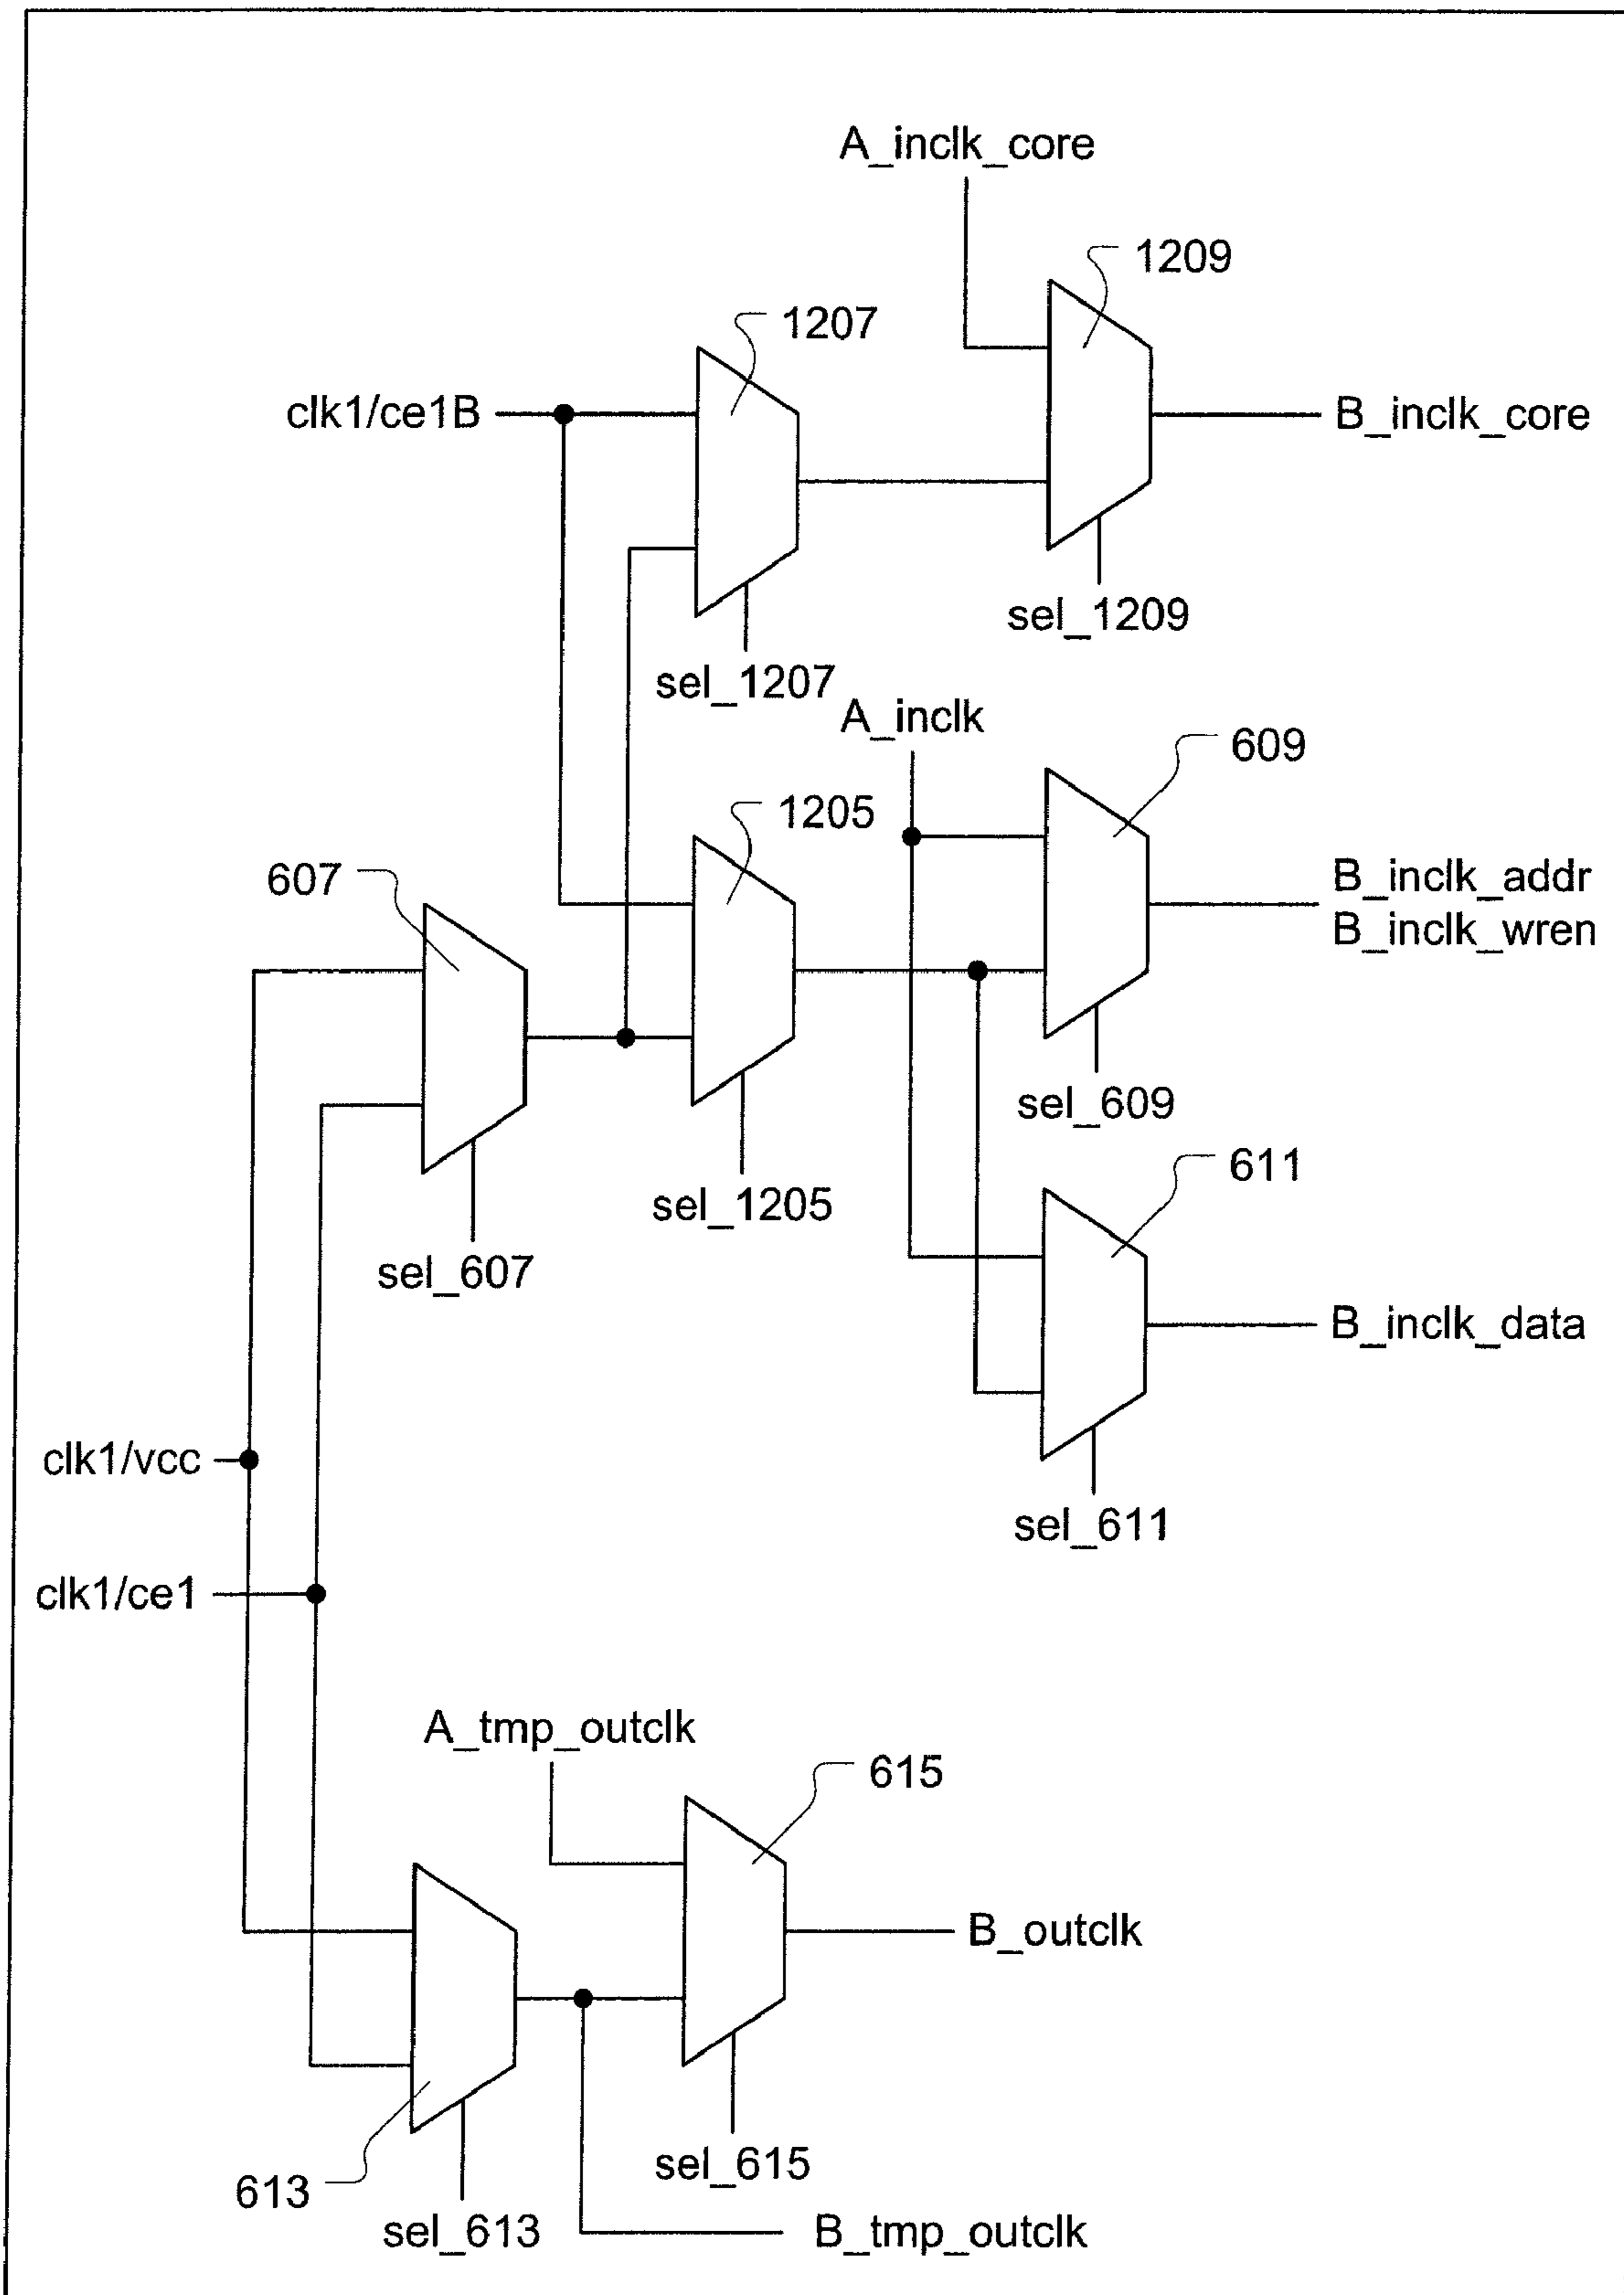 A_inclk_core
1209
1207
clk1/ce1B
B_inclk_core
sel_1209
sel_1207
A_inclk
609
1205
607
B_inclk_addr
B_inclk_wren
sel_609
611
sel_1205
sel_607
B_inclk_data
clk1/vcc
sel_611
clk1/ce1
A_tmp_outclk
615
B_outclk
sel_615
613
sel_613
B_tmp_outclk